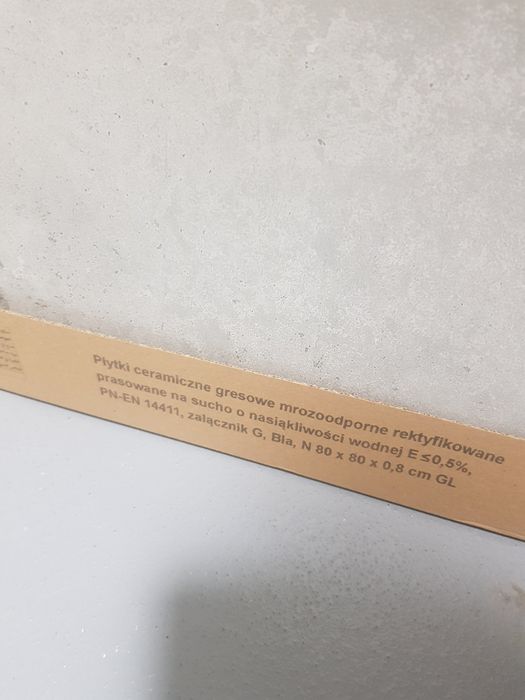 Płytki ceramiczne gresowe mrozoodporne rektyfikowane
prasowane na sucho o nasiąkliwości wodnej E ≤0,5%,
PN-EN 14411, załącznik G, BIa, N 80 x 80 x 0,8 cm GL